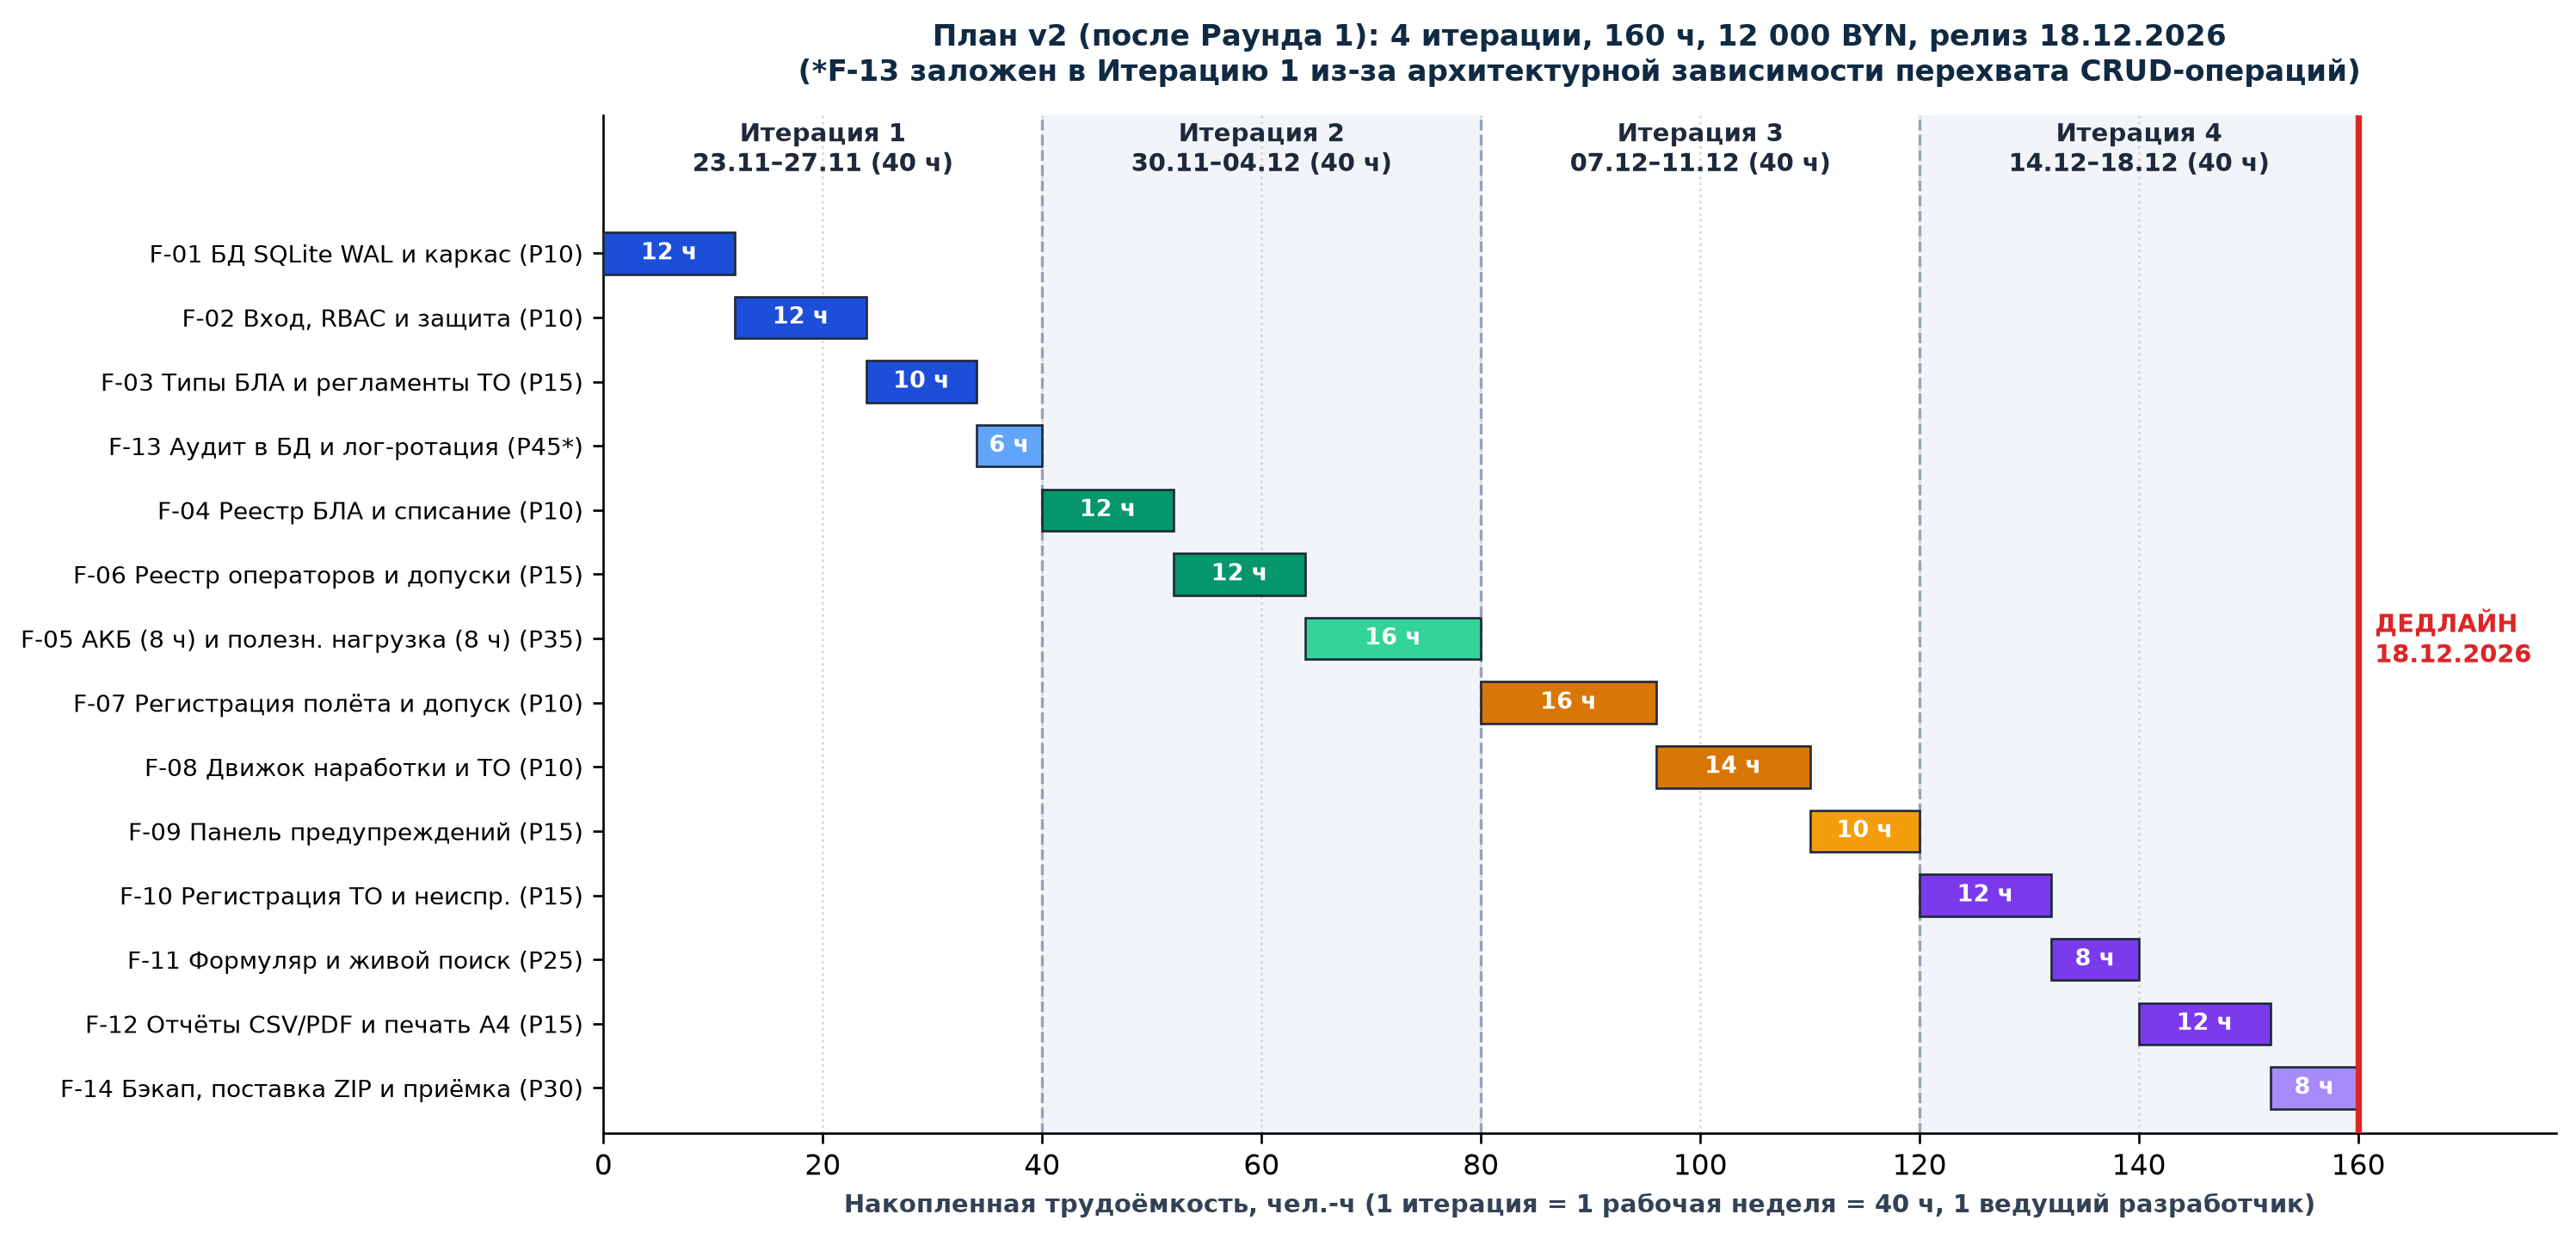 План v2 (после Раунда 1): 4 итерации, 160 ч, 12 000 BYN, релиз 18.12.2026
(*F-13 заложен в Итерацию 1 из-за архитектурной зависимости перехвата CRUD-операций)
Итерация 1
23.11–27.11 (40 ч)
Итерация 2
30.11–04.12 (40 ч)
Итерация 3
07.12–11.12 (40 ч)
Итерация 4
14.12–18.12 (40 ч)
F-01 БД SQLite WAL и каркас (P10)
12 ч
F-02 Вход, RBAC и защита (P10)
12 ч
F-03 Типы БЛА и регламенты ТО (P15)
10 ч
F-13 Аудит в БД и лог-ротация (P45*)
6 ч
F-04 Реестр БЛА и списание (P10)
12 ч
F-06 Реестр операторов и допуски (P15)
12 ч
F-05 АКБ (8 ч) и полезн. нагрузка (8 ч) (P35)
16 ч
ДЕДЛАЙН
18.12.2026
F-07 Регистрация полёта и допуск (P10)
16 ч
F-08 Движок наработки и ТО (P10)
14 ч
F-09 Панель предупреждений (P15)
10 ч
F-10 Регистрация ТО и неиспр. (P15)
12 ч
F-11 Формуляр и живой поиск (P25)
8 ч
F-12 Отчёты CSV/PDF и печать А4 (P15)
12 ч
F-14 Бэкап, поставка ZIP и приёмка (P30)
8 ч
0 20 40 60 80 100 120 140 160
Накопленная трудоёмкость, чел.-ч (1 итерация = 1 рабочая неделя = 40 ч, 1 ведущий разработчик)